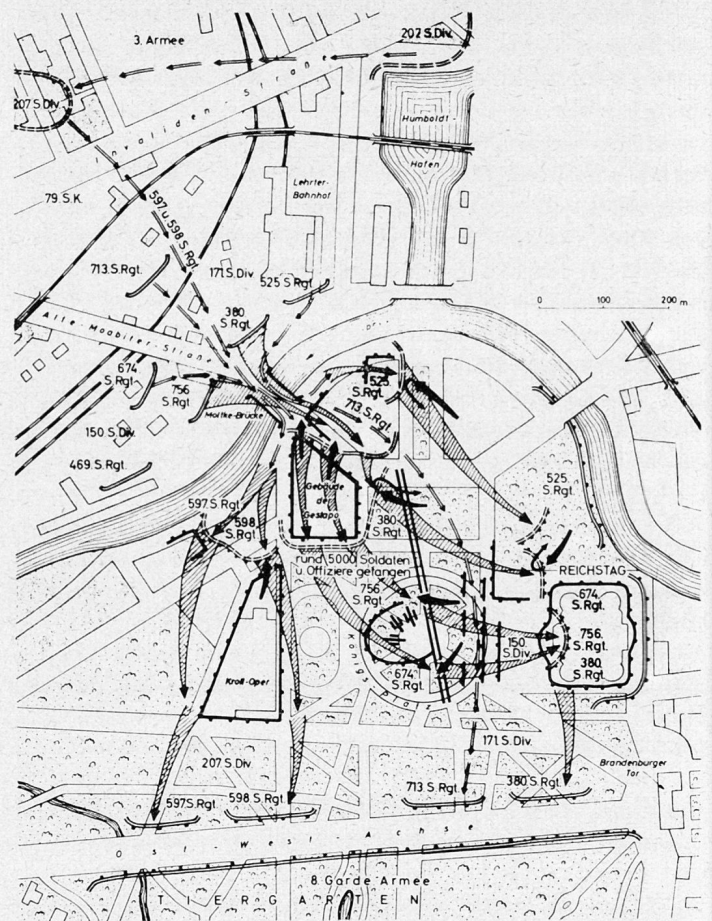 3. Armee
207 S.Div.
207 S.Div.
Invaliden Straße
Humboldt-
Hafen
Lehrter-
Bahnhof
79. S.K.
597 u. 598 S. Rgt.
713. S.Rgt.
171 S.Div
525 S Rgt.
0 100 200 m
380
S.Rgt.
Alte-Moabiter-Straße
674
S.Rgt.
756
S.Rgt.
Moltke-Brücke
525.
S.Rgt.
713.S.Rgt.
150 S.Div.
469.S.Rgt.
Gebäude
der
Gestapo
525
S.Rgt.
597 S.Rgt.
598
S.Rgt.
380
S.Rgt.
rund 5000 Soldaten
u. Offiziere gefangen
REICHSTAG
756
S.Rgt.
674.
S.Rgt.
756.
S.Rgt.
380.
S.Rgt.
150
S.Div.
674
S.Rgt.
Königsplatz
Kroll-Oper
171 S.Div.
207 S.Div
Brandenburger
Tor
597 S.Rgt.
598 S.Rgt.
713 S.Rgt.
380 S.Rgt.
Ost-West-Achse
8 Garde Armee
TIERGARTEN